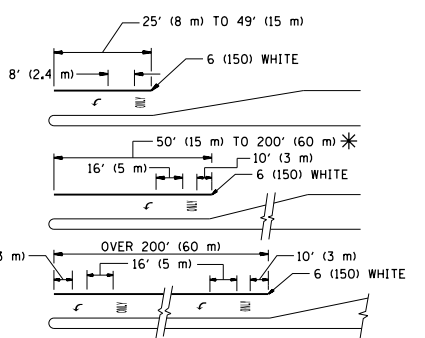 25' (8 m) TO 49' (15 m)
6 (150) WHITE
8' (2.4 m)
ONLY
50' (15 m) TO 200' (60 m) ✳
16' (5 m)
10' (3 m)
6 (150) WHITE
ONLY
OVER 200' (60 m)
3 m)
16' (5 m)
10' (3 m)
6 (150) WHITE
ONLY
ONLY